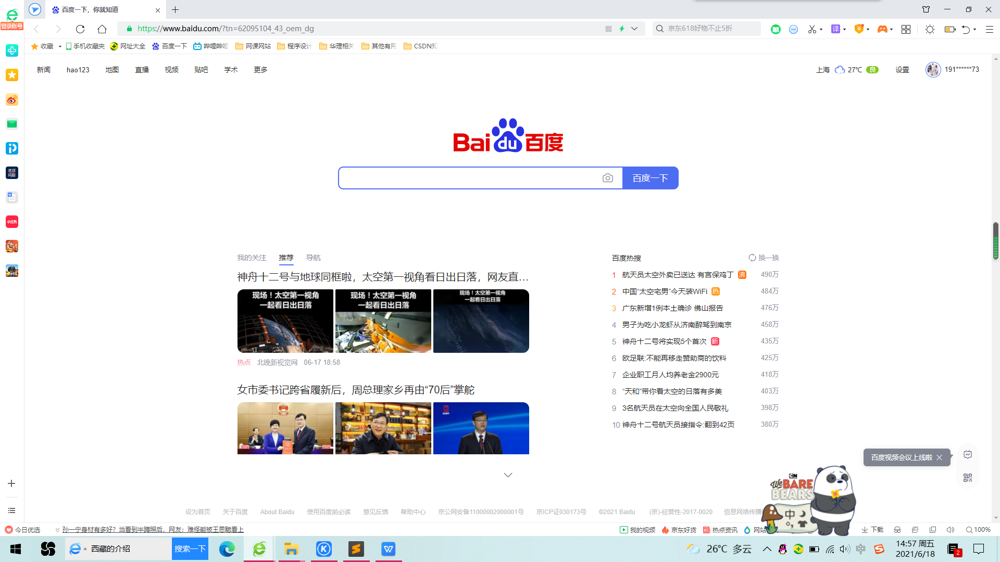 登录账号
百度一下，你就知道
https://www.baidu.com/?tn=62095104_43_oem_dg
京东618好物不止5折
译
收藏
手机收藏夹
网址大全
百度一下
哔哩哔哩
网课网站
程序设计
华理相关
其他有用
CSDN知
新闻
hao123
地图
直播
视频
贴吧
学术
更多
上海
27℃
良
设置
191******73
Bai du 百度
百度一下
我的关注
推荐
导航
神舟十二号与地球同框啦，太空第一视角看日出日落，网友直…
现场！太空第一视角
一起看日出日落
现场！太空第一视角
一起看日出日落
现场！太空第一视角
一起看日出日落
热点 北晚新视觉网 06-17 18:58
女市委书记跨省履新后，周总理家乡再由“70后”掌舵
百度热搜
换一换
1 航天员太空外卖已送达 有宫保鸡丁 沸 490万
2 中国“太空宅男”今天装WiFi 热 484万
3 广东新增1例本土确诊 佛山报告 476万
4 男子为吃小龙虾从济南醉驾到南京 458万
5 神舟十二号将实现5个首次 新 435万
6 欧足联:不能再移走赞助商的饮料 425万
7 企业职工月人均养老金2900元 418万
8 “天和”带你看太空的日落有多美 403万
9 3名航天员在太空向全国人民敬礼 398万
10 神舟十二号航天员接指令:翻到42页 380万
百度视频会议上线啦
CN
We BARE
BEARS
中
设为首页
关于百度
About Baidu
使用百度前必读
意见反馈
帮助中心
京公网安备11000002000001号
京ICP证030173号
©2021 Baidu
(京)-经营性-2017-0020
信息网络传播
环球
网校
小红书
今日优选
孙一宁身材有多好？当看到半腰照后，网友：难怪能被王思聪看上
我的视频
京东好货
热点资讯
网站
下载
100%
西藏的介绍
搜索一下
26°C 多云
中
14:57 周五
2021/6/18
2